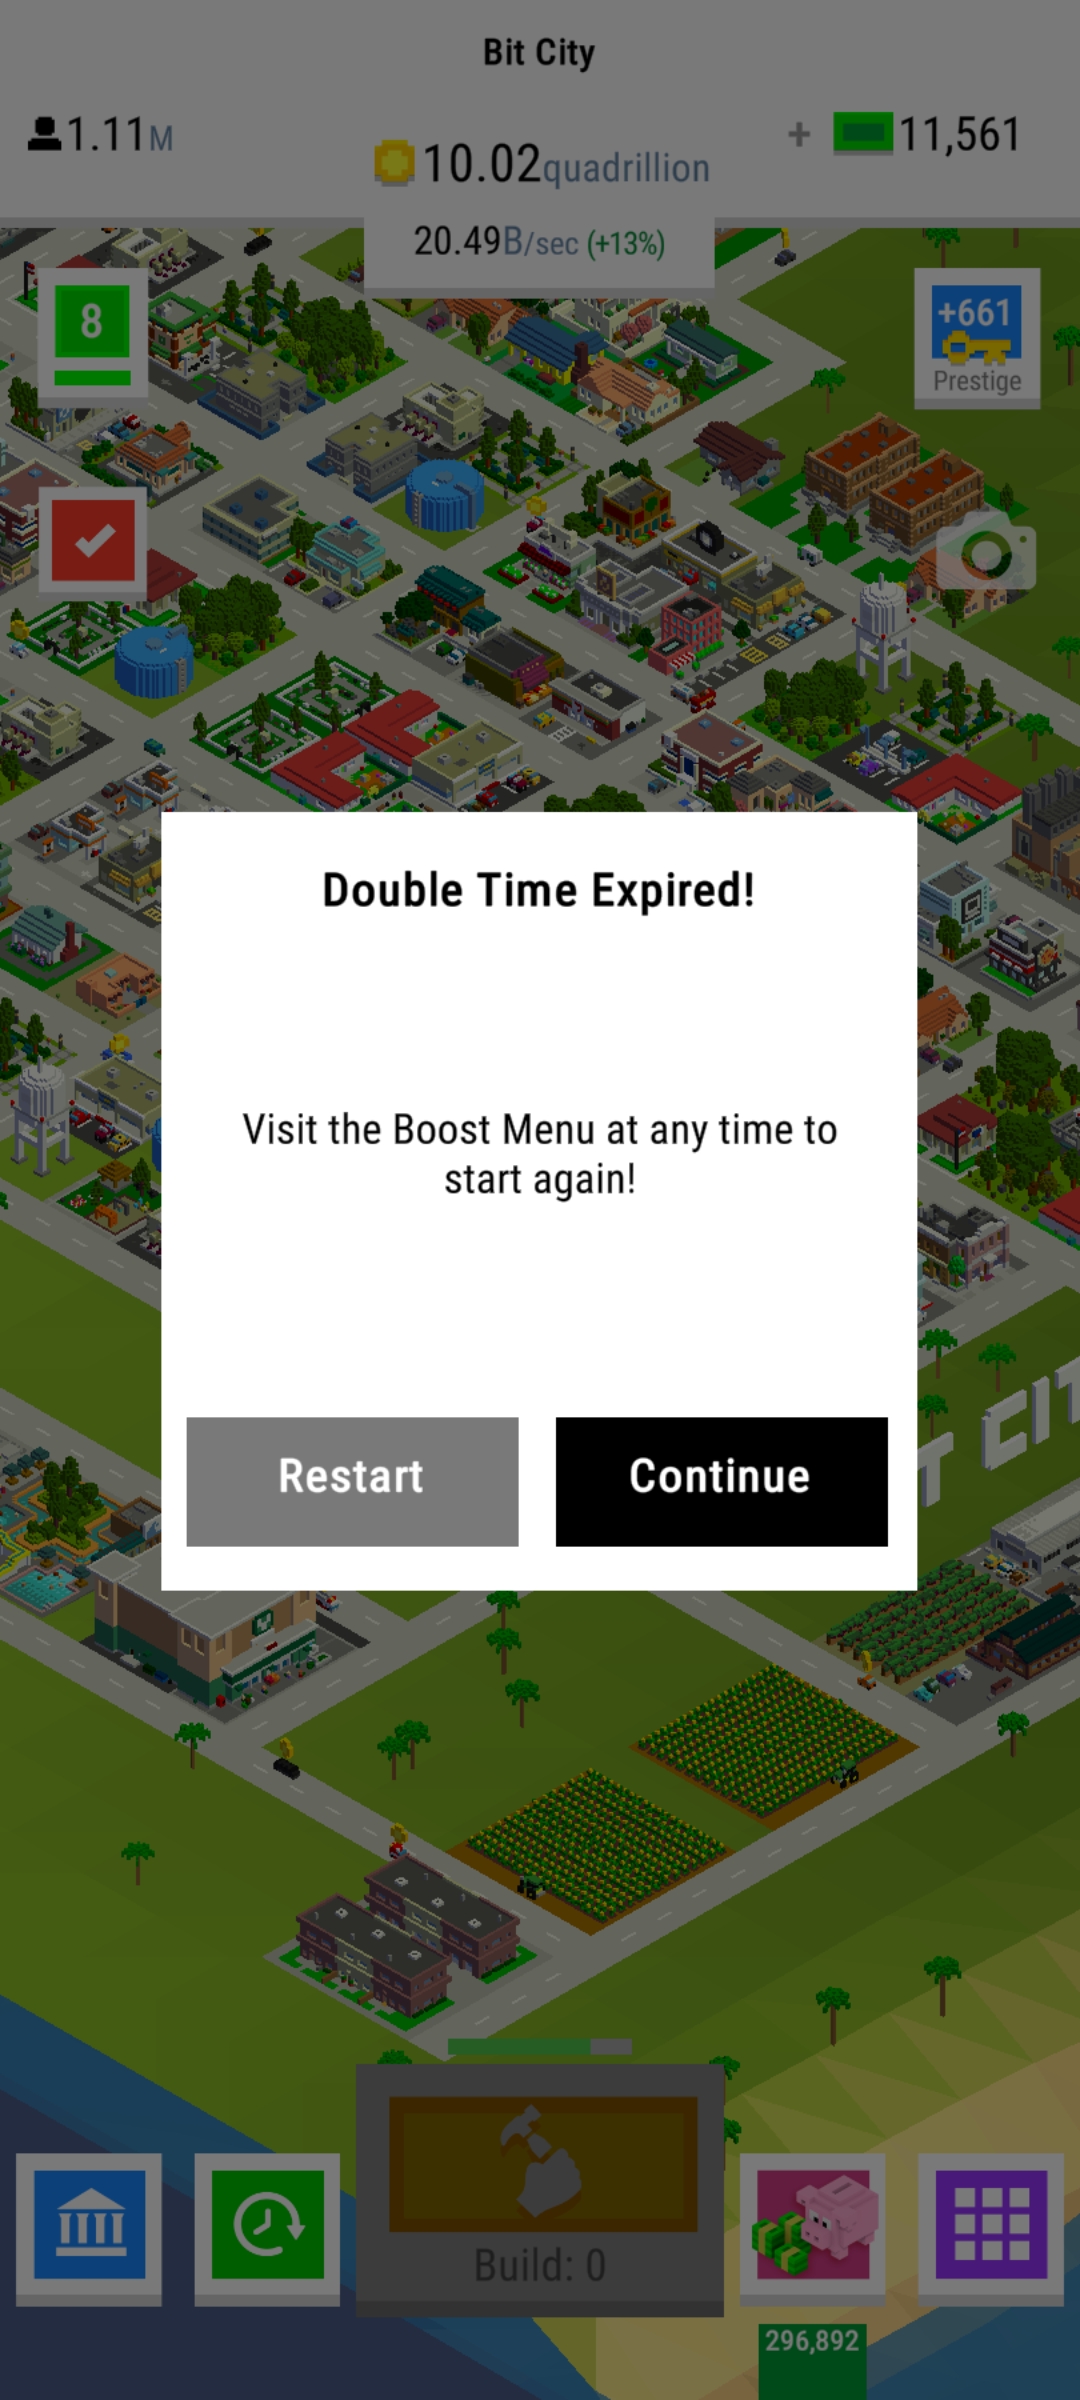 Bit City
1.11M
10.02quadrillion
+ 11,561
20.49B/sec (+13%)
8
+661
Prestige
Double Time Expired!
Visit the Boost Menu at any time to
start again!
Restart
Continue
T CIT
Build: 0
296,892